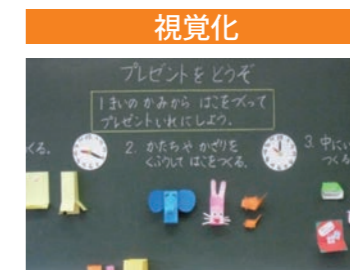 視覚化
プレゼントを どうぞ
1まいの かみから はこをつくって
プレゼントいれにしよう。
くる。
2. かたちや かざりを
くふうして はこをつくる。
3. 中にい
つくる